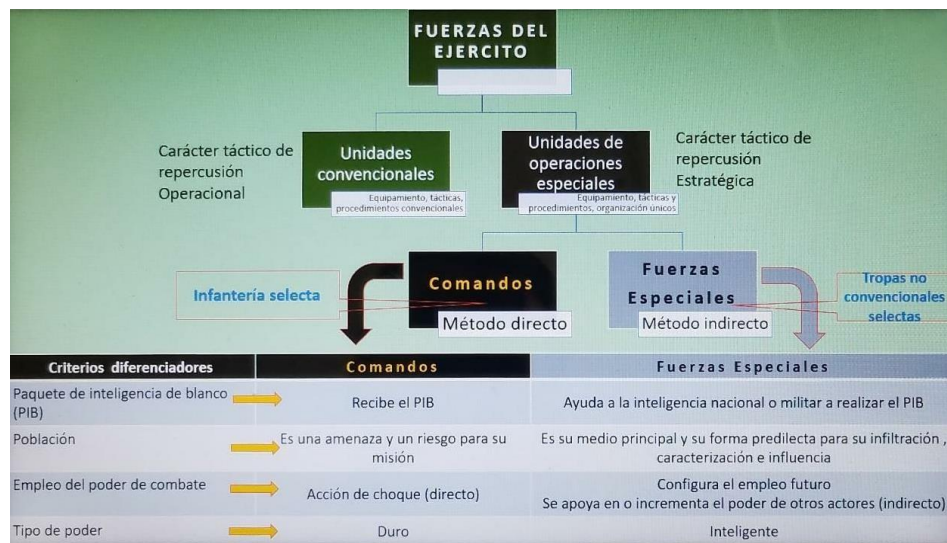 FUERZAS DEL
EJERCITO
Carácter táctico de
repercusión
Operacional
Unidades
convencionales
Equipamiento, tácticas,
procedimientos convencionales
Unidades de
operaciones
especiales
Equipamiento, tácticas y
procedimientos, organización únicos
Carácter táctico de
repercusión
Estratégica
Infantería selecta
Comandos
Método directo
Fuerzas
Especiales
Método indirecto
Tropas no
convencionales
selectas
Criterios diferenciadores Comandos Fuerzas Especiales
Paquete de inteligencia de blanco
(PIB)
Recibe el PIB
Ayuda a la inteligencia nacional o militar a realizar el PIB
Población
Es una amenaza y un riesgo para su
misión
Es su medio principal y su forma predilecta para su infiltración ,
caracterización e influencia
Empleo del poder de combate
Acción de choque (directo)
Configura el empleo futuro
Se apoya en o incrementa el poder de otros actores (indirecto)
Tipo de poder
Duro
Inteligente